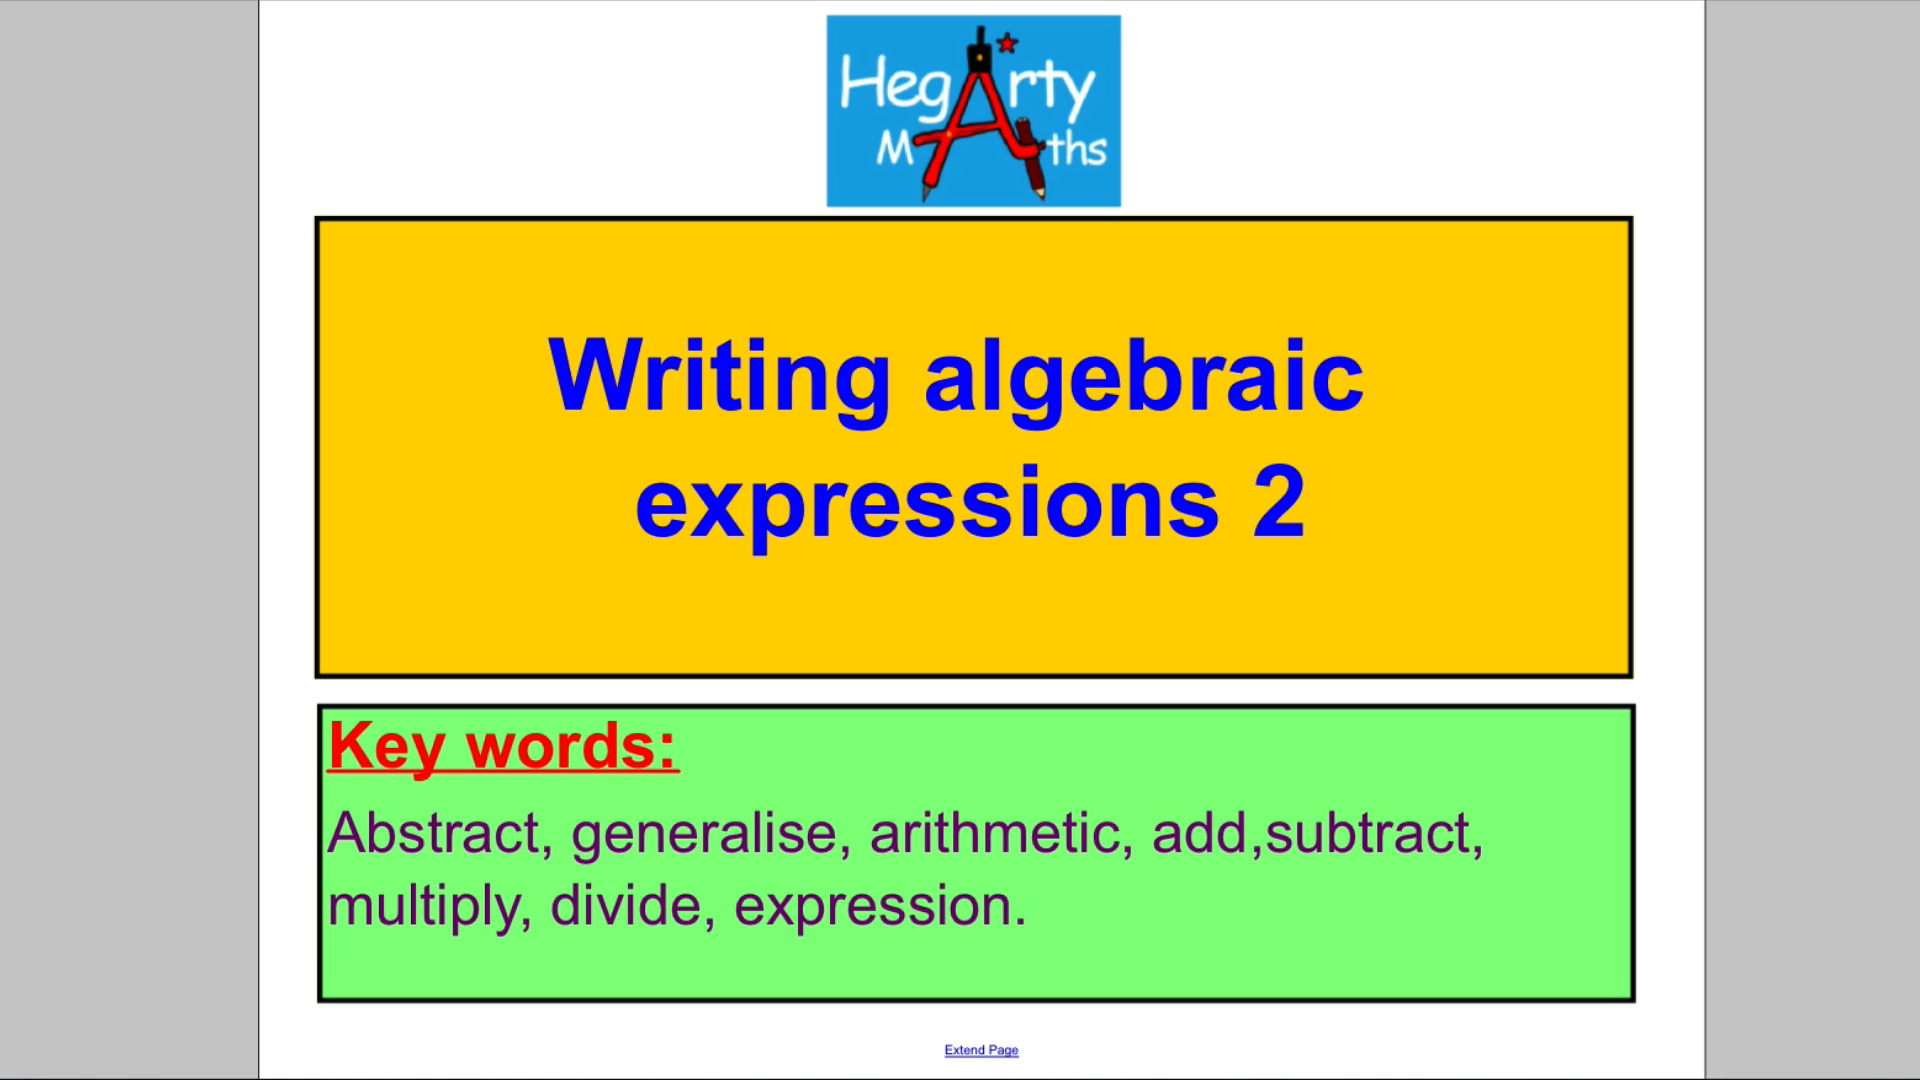 HegArty
MAths
Writing algebraic
expressions 2
Key words:
Abstract, generalise, arithmetic, add,subtract,
multiply, divide, expression.
Extend Page